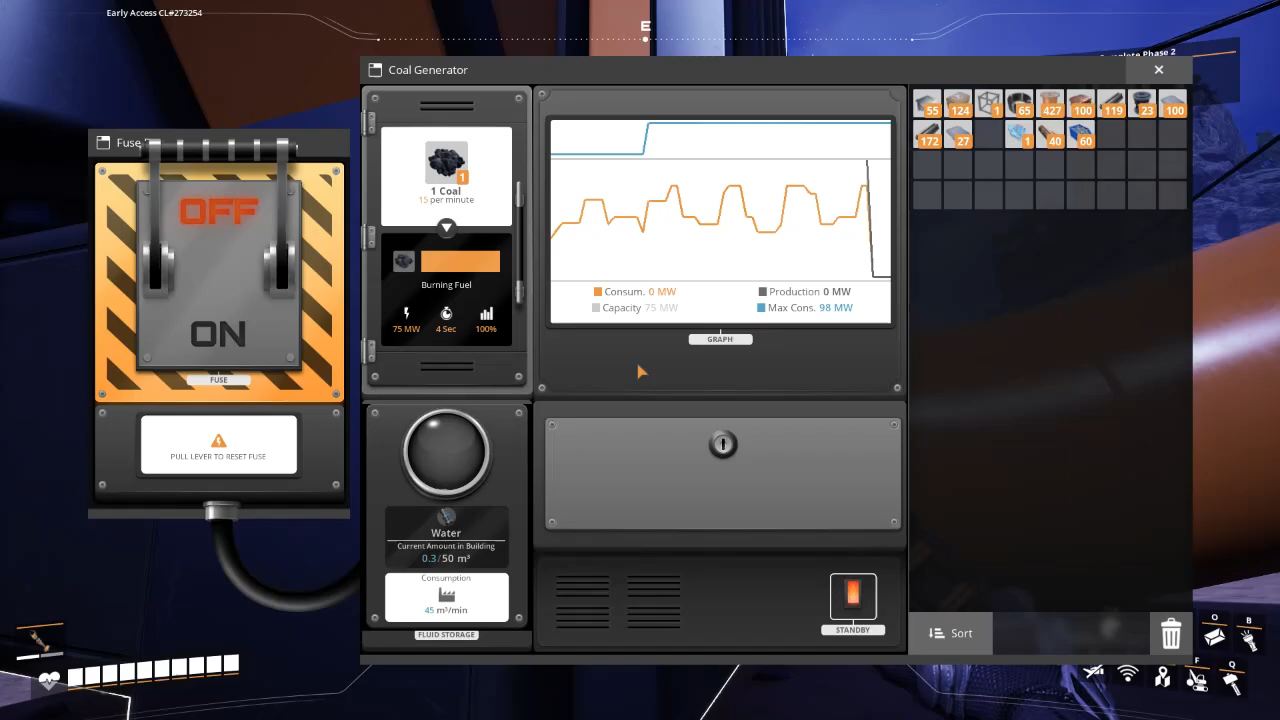 Early Access CL#273254
E
Complete Phase 2
Coal Generator
Fuse
OFF
ON
FUSE
PULL LEVER TO RESET FUSE
1
1 Coal
15 per minute
Burning Fuel
75 MW 4 Sec 100%
Consum. 0 MW Production 0 MW
Capacity 75 MW Max Cons. 98 MW
GRAPH
Water
Current Amount in Building
0.3/50 m³
Consumption
45 m³/min
FLUID STORAGE
STANDBY
55 124 1 65 427 100 119 23 100
172 27 1 40 60
Sort
O B
F Q